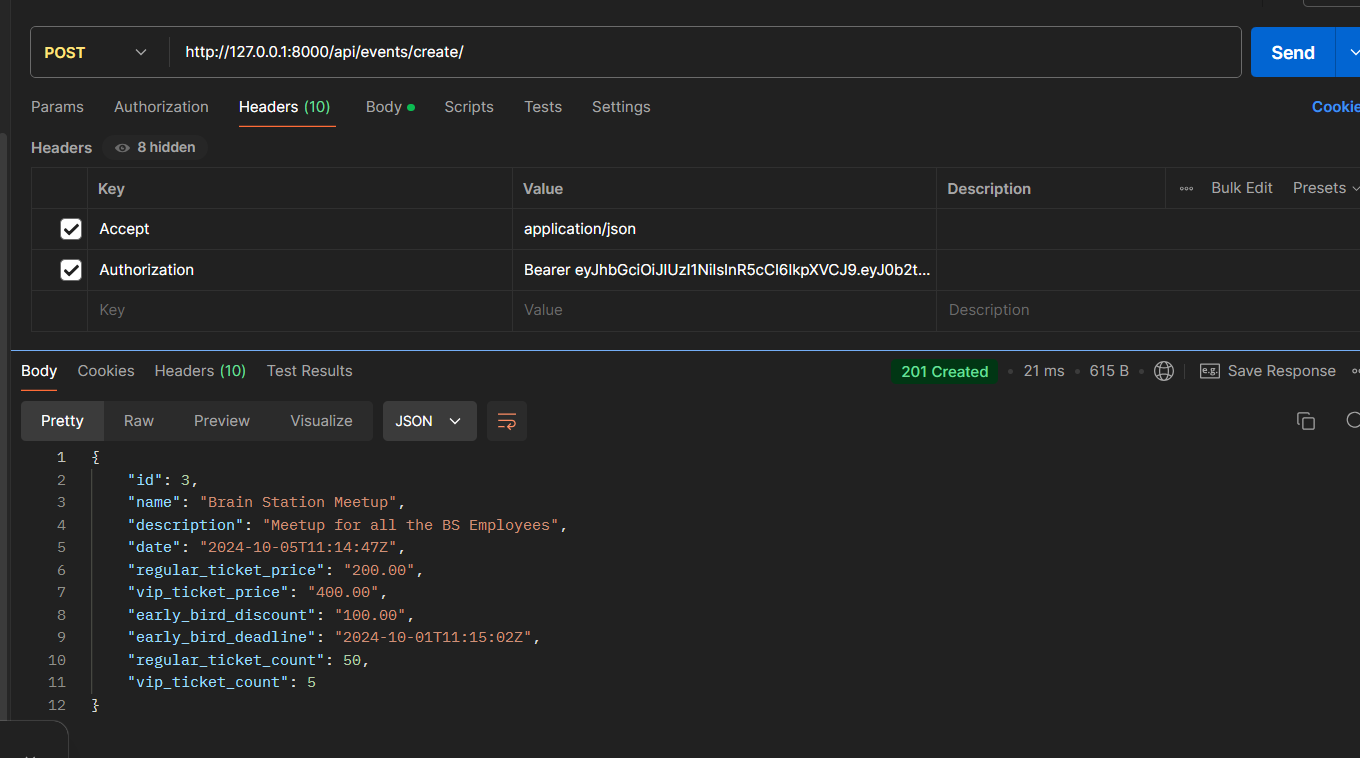 POST http://127.0.0.1:8000/api/events/create/ Send
Params Authorization Headers (10) Body Scripts Tests Settings Cookie
Headers 8 hidden
Key Value Description Bulk Edit Presets
Accept application/json
Authorization Bearer eyJhbGciOiJIUzI1NiIsInR5cCI6IkpXVCJ9.eyJ0b2t...
Key Value Description
Body Cookies Headers (10) Test Results 201 Created 21 ms 615 B e.g. Save Response
Pretty Raw Preview Visualize JSON
1 {
2 "id": 3,
3 "name": "Brain Station Meetup",
4 "description": "Meetup for all the BS Employees",
5 "date": "2024-10-05T11:14:47Z",
6 "regular_ticket_price": "200.00",
7 "vip_ticket_price": "400.00",
8 "early_bird_discount": "100.00",
9 "early_bird_deadline": "2024-10-01T11:15:02Z",
10 "regular_ticket_count": 50,
11 "vip_ticket_count": 5
12 }